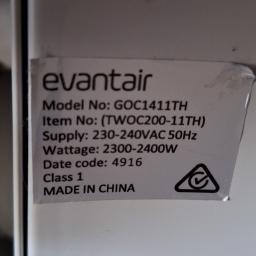 evantair
Model No: GOC1411TH
Item No: (TWOC200-11TH)
Supply: 230-240VAC 50Hz
Wattage: 2300-2400W
Date code: 4916
Class 1
MADE IN CHINA